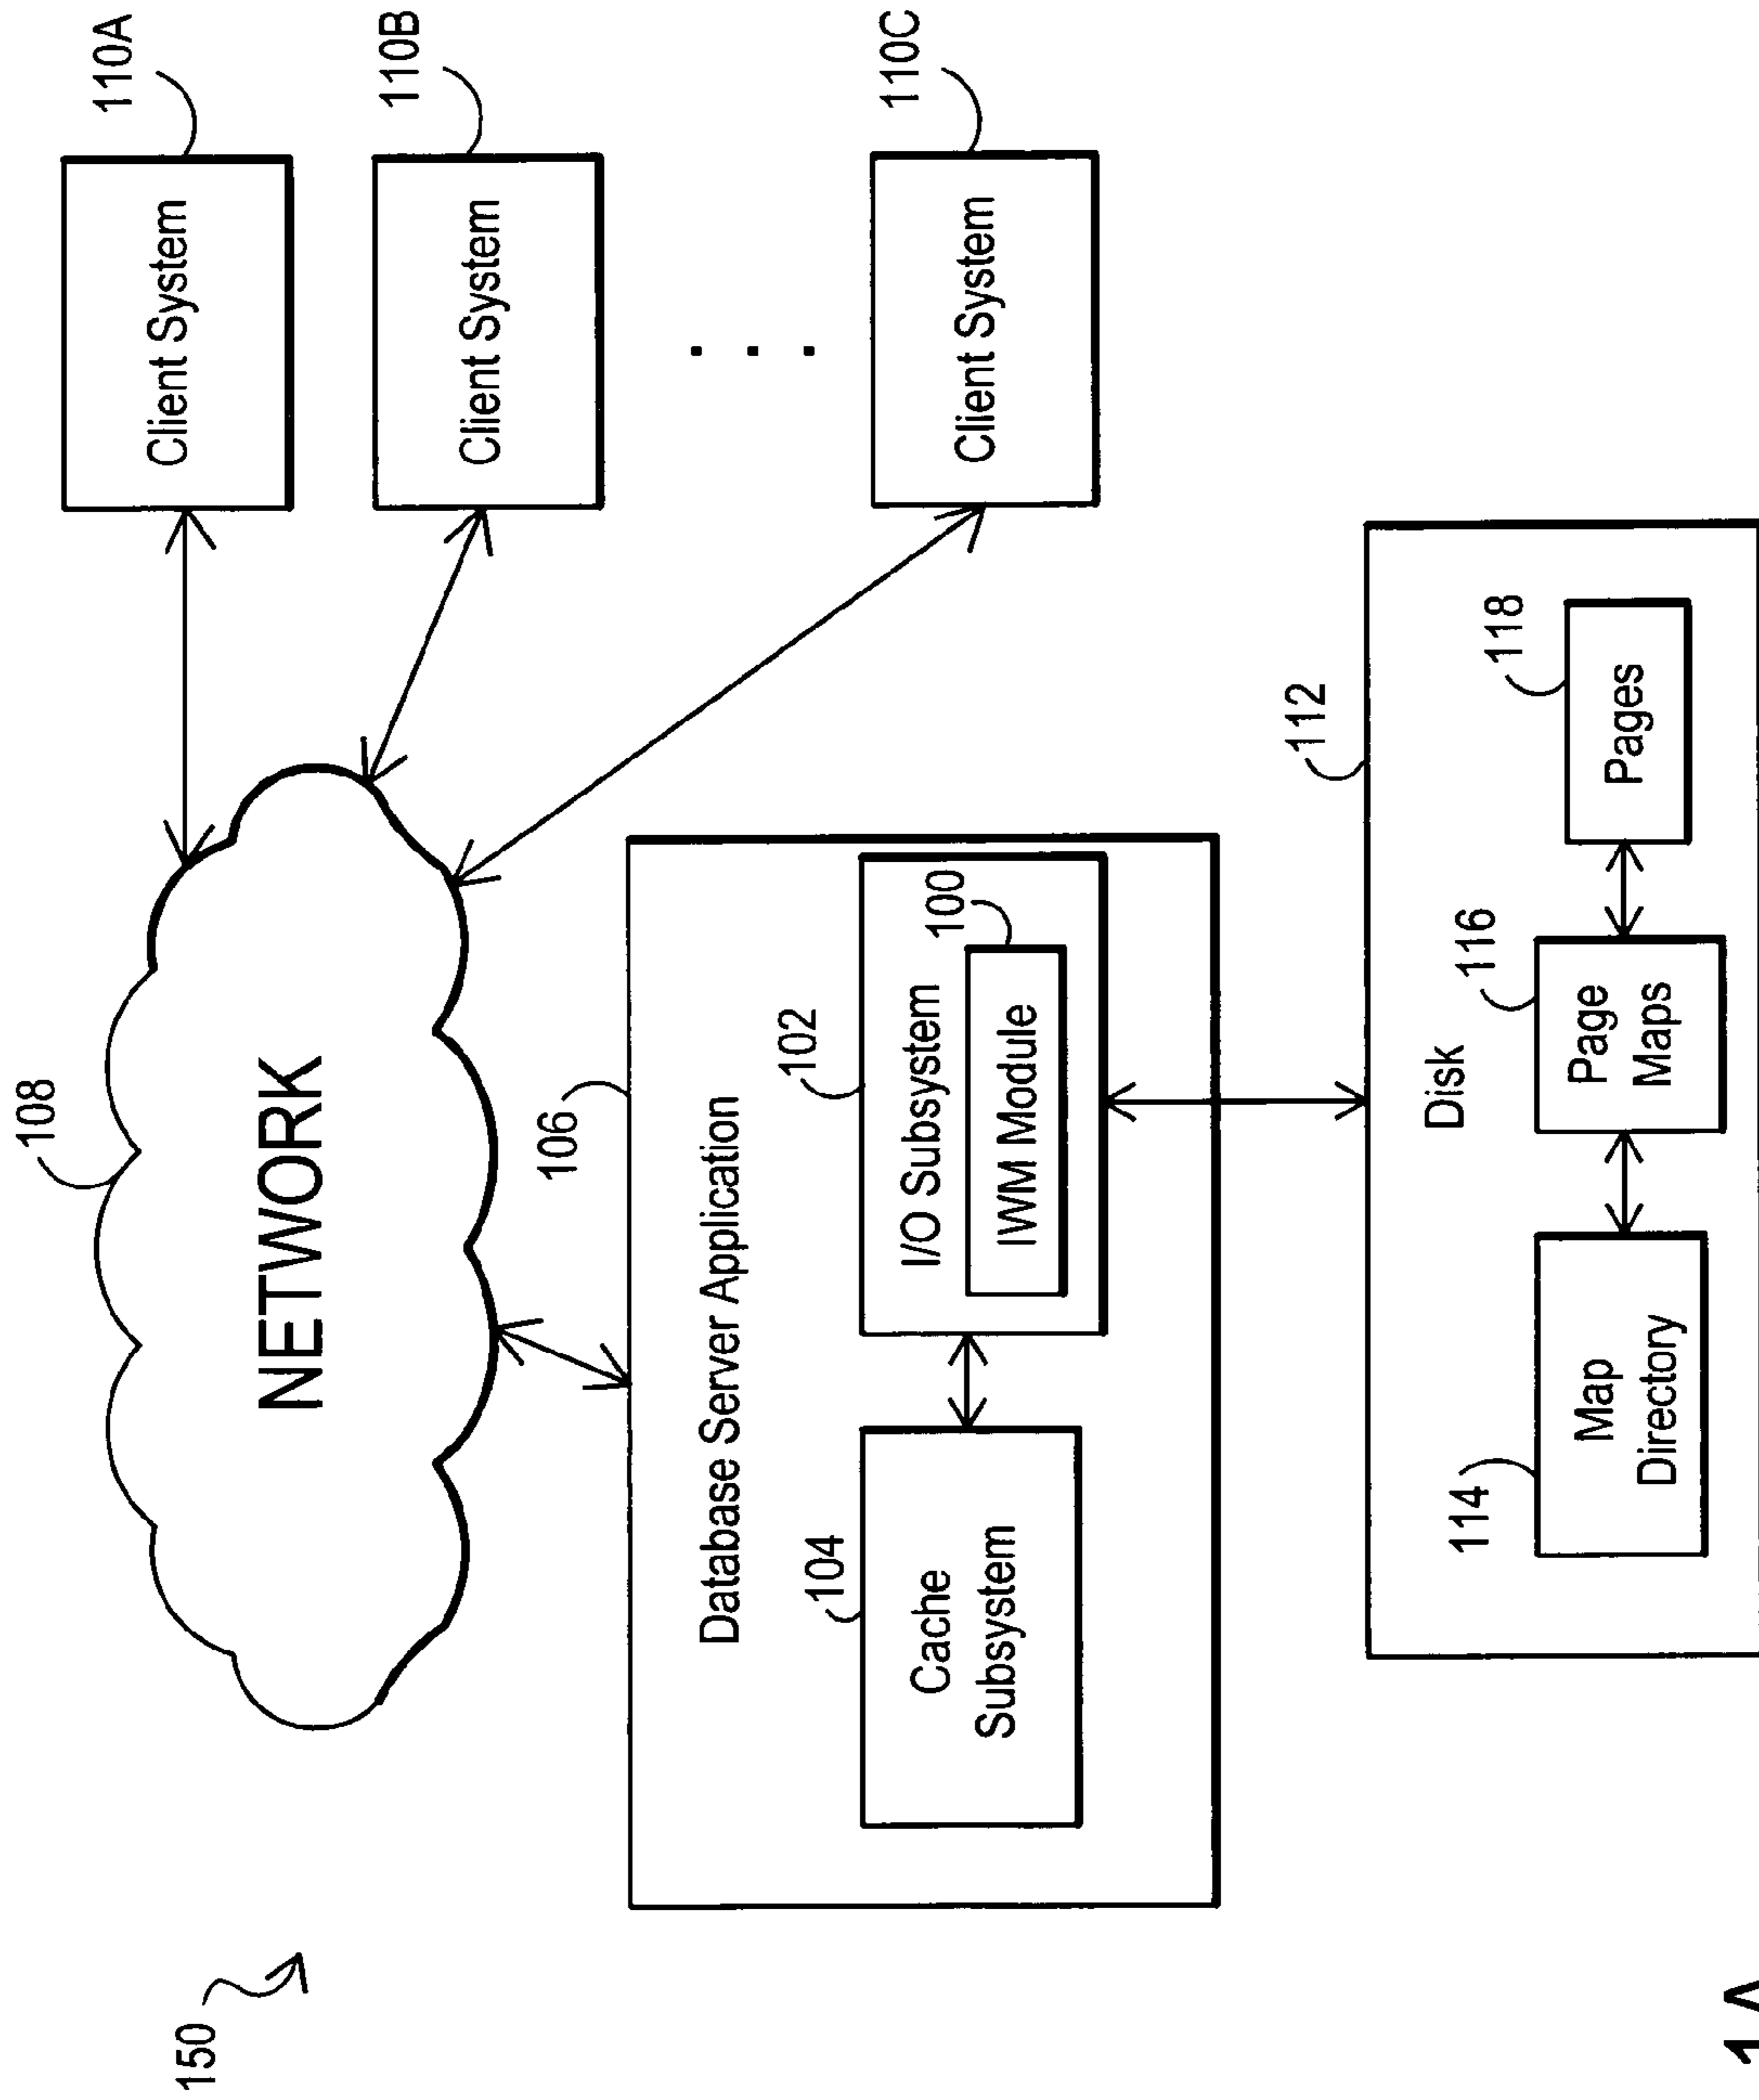 150
108
NETWORK
110A
Client System
110B
Client System
. . .
110C
Client System
106
Database Server Application
104
Cache
Subsystem
102
I/O Subsystem
100
IWM Module
112
Disk
114
Map
Directory
116
Page
Maps
118
Pages
1A